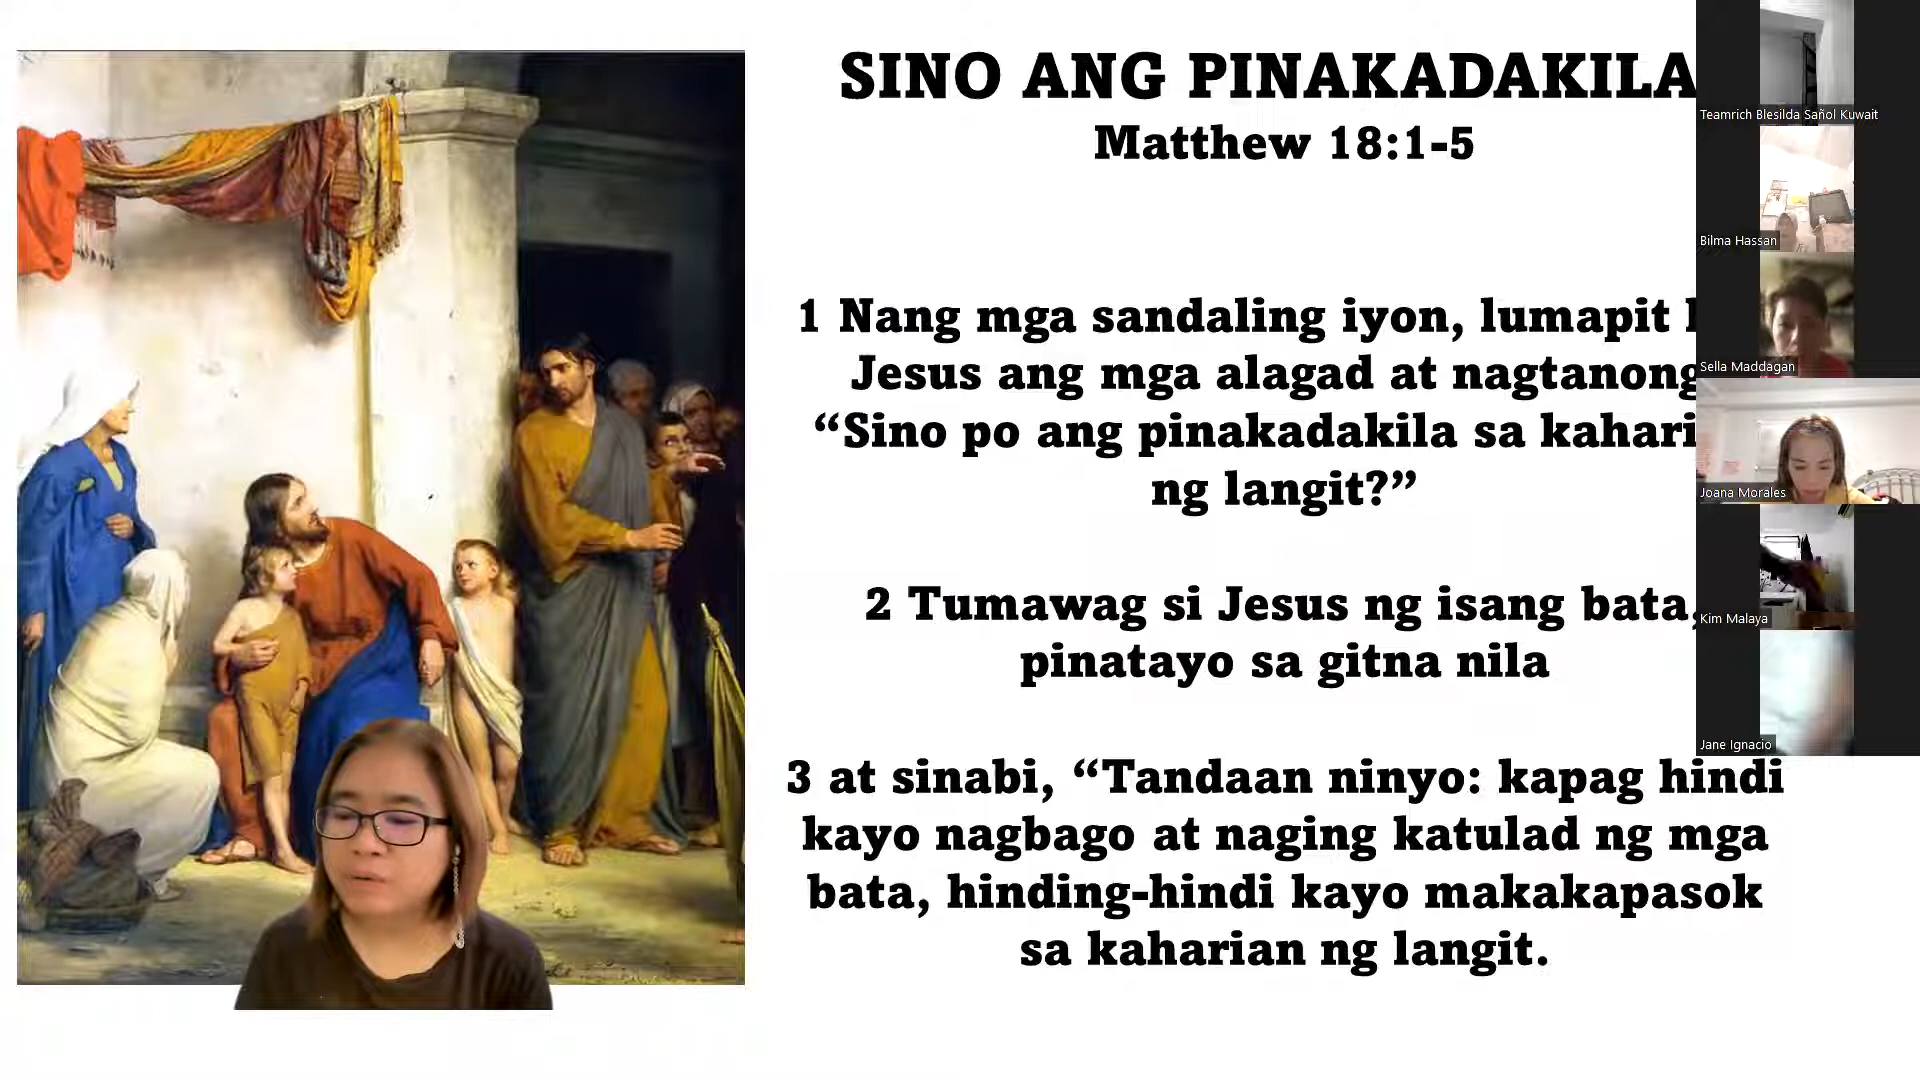 SINO ANG PINAKADAKILA
Matthew 18:1-5
1 Nang mga sandaling iyon, lumapit
Jesus ang mga alagad at nagtanong
“Sino po ang pinakadakila sa kahari
ng langit?”
2 Tumawag si Jesus ng isang bata,
pinatayo sa gitna nila
3 at sinabi, “Tandaan ninyo: kapag hindi
kayo nagbago at naging katulad ng mga
bata, hinding-hindi kayo makakapasok
sa kaharian ng langit.
Teamrich Blesilda Sañol Kuwait
Bilma Hassan
Sella Maddagan
Joana Morales
Kim Malaya
Jane Ignacio